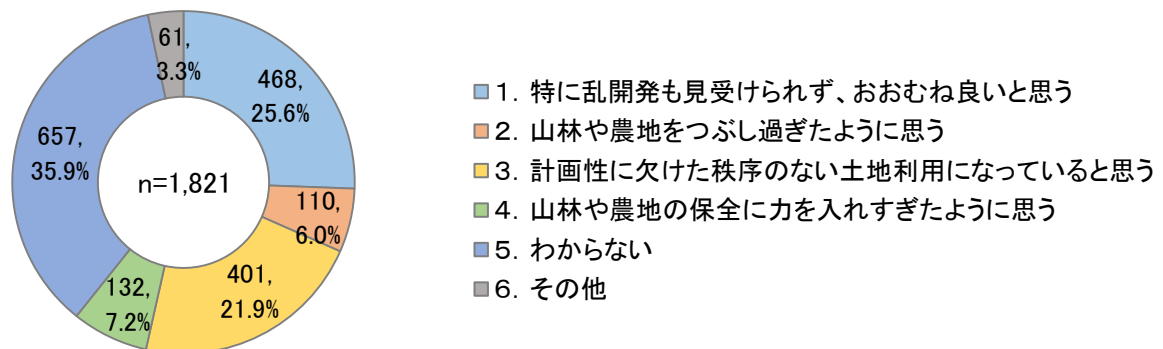 61,
3.3%
468,
25.6%
657,
35.9%
n=1,821
110,
6.0%
401,
21.9%
132,
7.2%
1．特に乱開発も見受けられず、おおむね良いと思う
2．山林や農地をつぶし過ぎたように思う
3．計画性に欠けた秩序のない土地利用になっていると思う
4．山林や農地の保全に力を入れすぎたように思う
5．わからない
6．その他